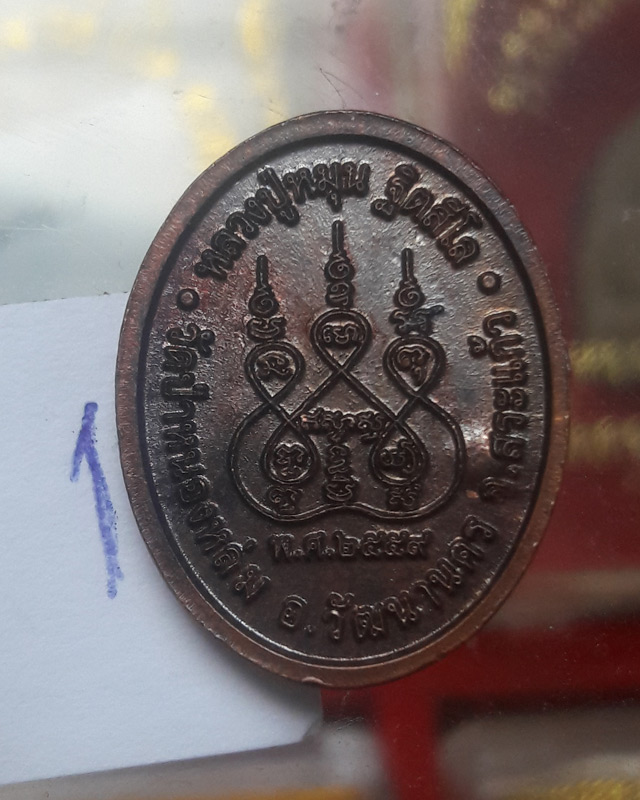 หลวงปู่หมุน ฐิตสีโล
พ.ศ.๒๕๕๙
วัดป่าหนองหล่ม อ.วัฒนานคร จ.สระแก้ว